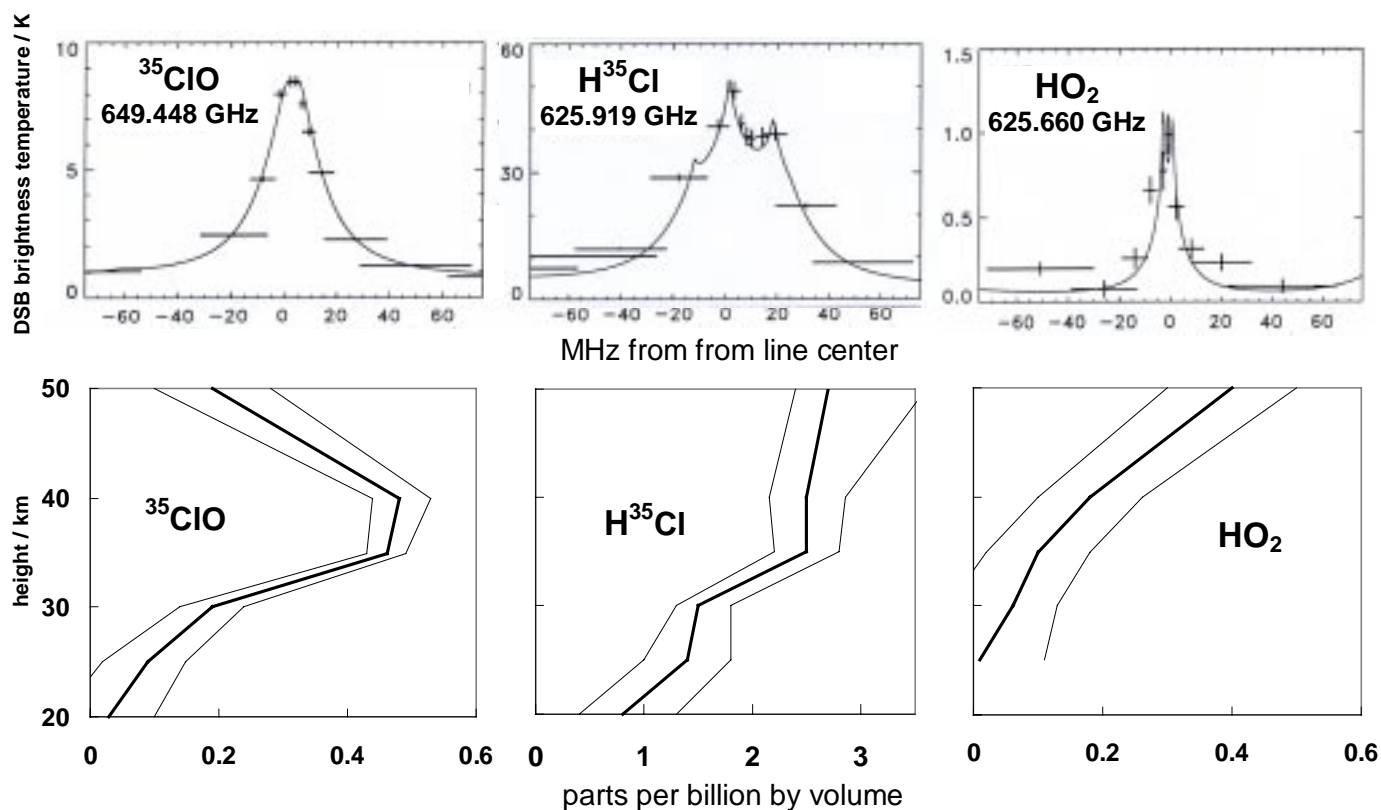 DSB brightness temperature / K
10
5
0
³⁵ClO
649.448 GHz
−60 −40 −20 0 20 40 60
60
30
0
H³⁵Cl
625.919 GHz
−60 −40 −20 0 20 40 60
1.5
1.0
0.5
0.0
HO₂
625.660 GHz
−60 −40 −20 0 20 40 60
MHz from from line center
height / km
50
40
30
20
³⁵ClO
0 0.2 0.4 0.6
H³⁵Cl
0 1 2 3
HO₂
0 0.2 0.4 0.6
parts per billion by volume